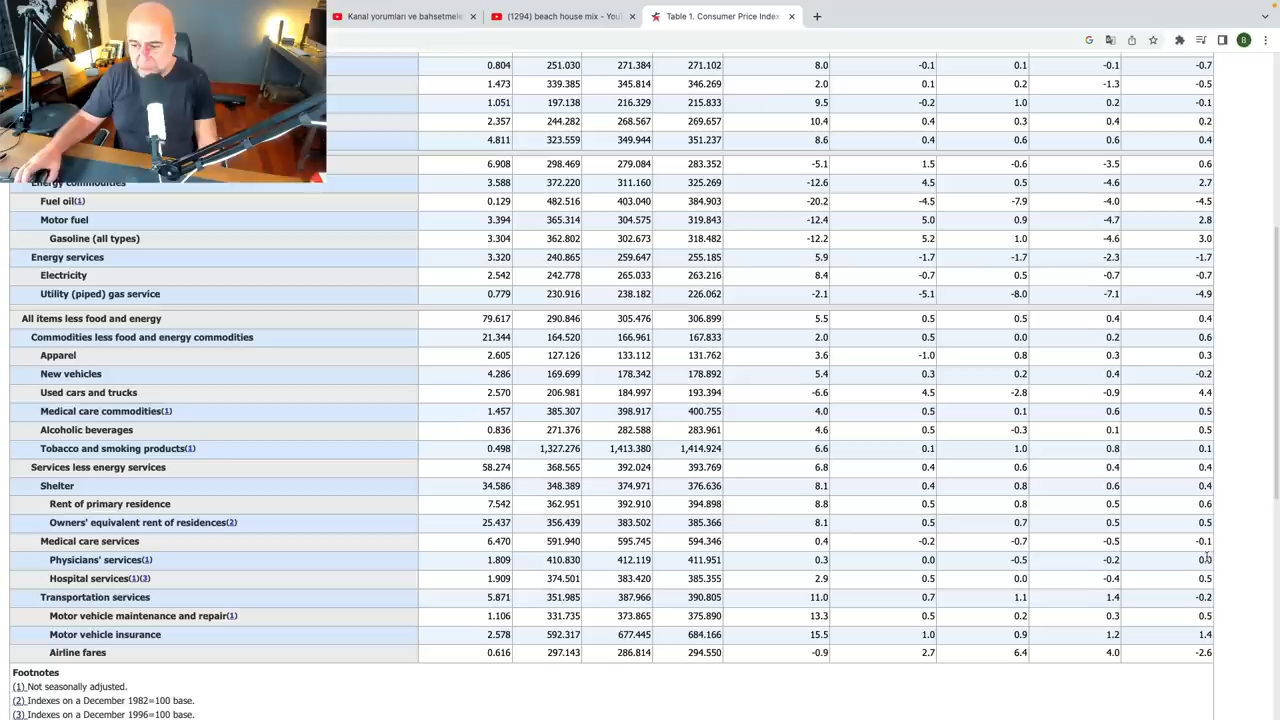 Kanal yorumları ve bahsetmele
(1294) beach house mix - YouT
Table 1. Consumer Price Index
B
0.804 251.030 271.384 271.102 8.0 -0.1 0.1 -0.1 -0.7
1.473 339.385 345.814 346.269 2.0 0.1 0.2 -1.3 -0.5
1.051 197.138 216.329 215.833 9.5 -0.2 1.0 0.2 -0.1
2.357 244.282 268.567 269.657 10.4 0.4 0.3 0.4 0.2
4.811 323.559 349.944 351.237 8.6 0.4 0.6 0.6 0.4
6.908 298.469 279.084 283.352 -5.1 1.5 -0.6 -3.5 0.6
Energy commodities 3.588 372.220 311.160 325.269 -12.6 4.5 0.5 -4.6 2.7
Fuel oil(1) 0.129 482.516 403.040 384.903 -20.2 -4.5 -7.9 -4.0 -4.5
Motor fuel 3.394 365.314 304.575 319.843 -12.4 5.0 0.9 -4.7 2.8
Gasoline (all types) 3.304 362.802 302.673 318.482 -12.2 5.2 1.0 -4.6 3.0
Energy services 3.320 240.865 259.647 255.185 5.9 -1.7 -1.7 -2.3 -1.7
Electricity 2.542 242.778 265.033 263.216 8.4 -0.7 0.5 -0.7 -0.7
Utility (piped) gas service 0.779 230.916 238.182 226.062 -2.1 -5.1 -8.0 -7.1 -4.9
All items less food and energy 79.617 290.846 305.476 306.899 5.5 0.5 0.5 0.4 0.4
Commodities less food and energy commodities 21.344 164.520 166.961 167.833 2.0 0.5 0.0 0.2 0.6
Apparel 2.605 127.126 133.112 131.762 3.6 -1.0 0.8 0.3 0.3
New vehicles 4.286 169.699 178.342 178.892 5.4 0.3 0.2 0.4 -0.2
Used cars and trucks 2.570 206.981 184.997 193.394 -6.6 4.5 -2.8 -0.9 4.4
Medical care commodities(1) 1.457 385.307 398.917 400.755 4.0 0.5 0.1 0.6 0.5
Alcoholic beverages 0.836 271.376 282.588 283.961 4.6 0.5 -0.3 0.1 0.5
Tobacco and smoking products(1) 0.498 1,327.276 1,413.380 1,414.924 6.6 0.1 1.0 0.8 0.1
Services less energy services 58.274 368.565 392.024 393.769 6.8 0.4 0.6 0.4 0.4
Shelter 34.586 348.389 374.971 376.636 8.1 0.4 0.8 0.6 0.4
Rent of primary residence 7.542 362.951 392.910 394.898 8.8 0.5 0.8 0.5 0.6
Owners' equivalent rent of residences(2) 25.437 356.439 383.502 385.366 8.1 0.5 0.7 0.5 0.5
Medical care services 6.470 591.940 595.745 594.346 0.4 -0.2 -0.7 -0.5 -0.1
Physicians' services(1) 1.809 410.830 412.119 411.951 0.3 0.0 -0.5 -0.2 0.0
Hospital services(1)(3) 1.909 374.501 383.420 385.355 2.9 0.5 0.0 -0.4 0.5
Transportation services 5.871 351.985 387.966 390.805 11.0 0.7 1.1 1.4 -0.2
Motor vehicle maintenance and repair(1) 1.106 331.735 373.865 375.890 13.3 0.5 0.2 0.3 0.5
Motor vehicle insurance 2.578 592.317 677.445 684.166 15.5 1.0 0.9 1.2 1.4
Airline fares 0.616 297.143 286.814 294.550 -0.9 2.7 6.4 4.0 -2.6
Footnotes
(1) Not seasonally adjusted.
(2) Indexes on a December 1982=100 base.
(3) Indexes on a December 1996=100 base.